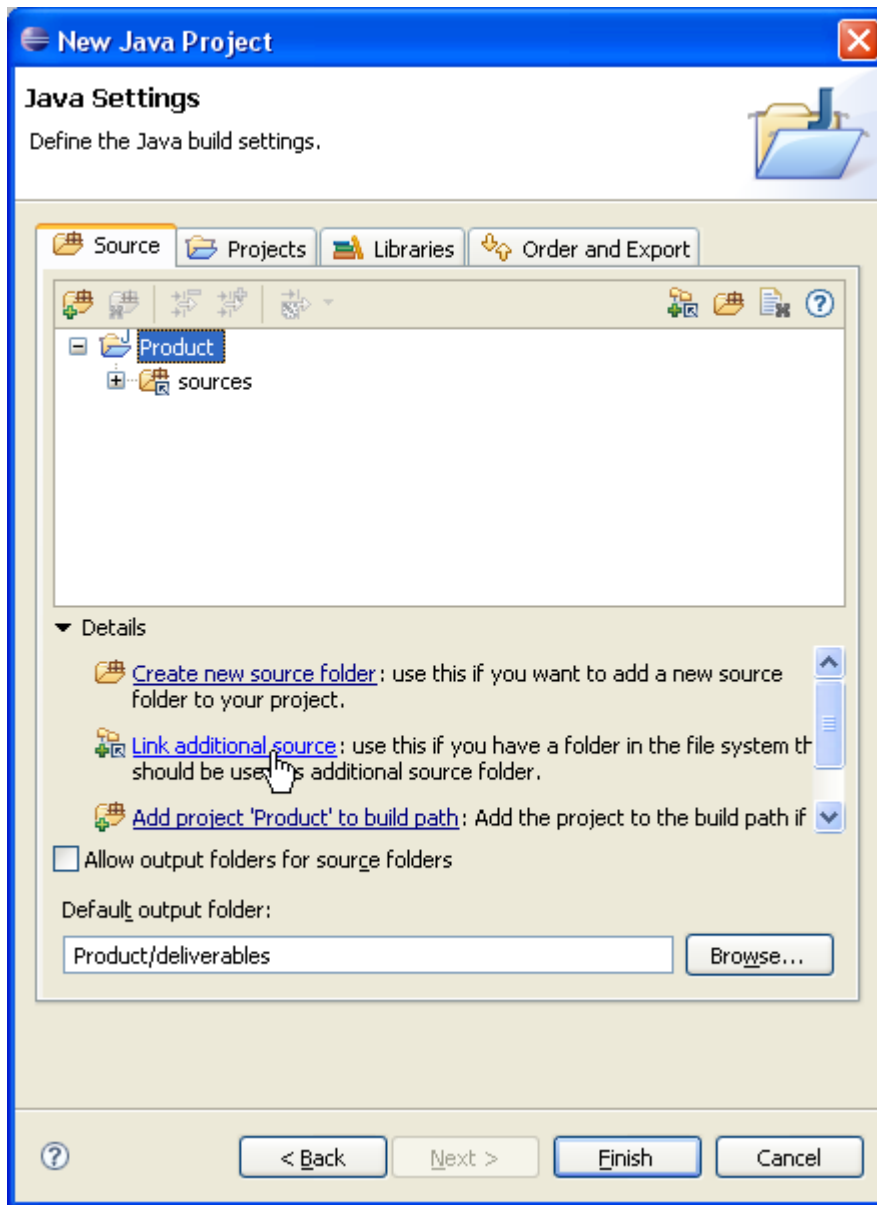 New Java Project
Java Settings
Define the Java build settings.
Source Projects Libraries Order and Export
Product
sources
Details
Create new source folder: use this if you want to add a new source
folder to your project.
Link additional source: use this if you have a folder in the file system th
should be use s additional source folder.
Add project 'Product' to build path: Add the project to the build path if
Allow output folders for source folders
Default output folder:
Product/deliverables Browse...
< Back Next > Finish Cancel